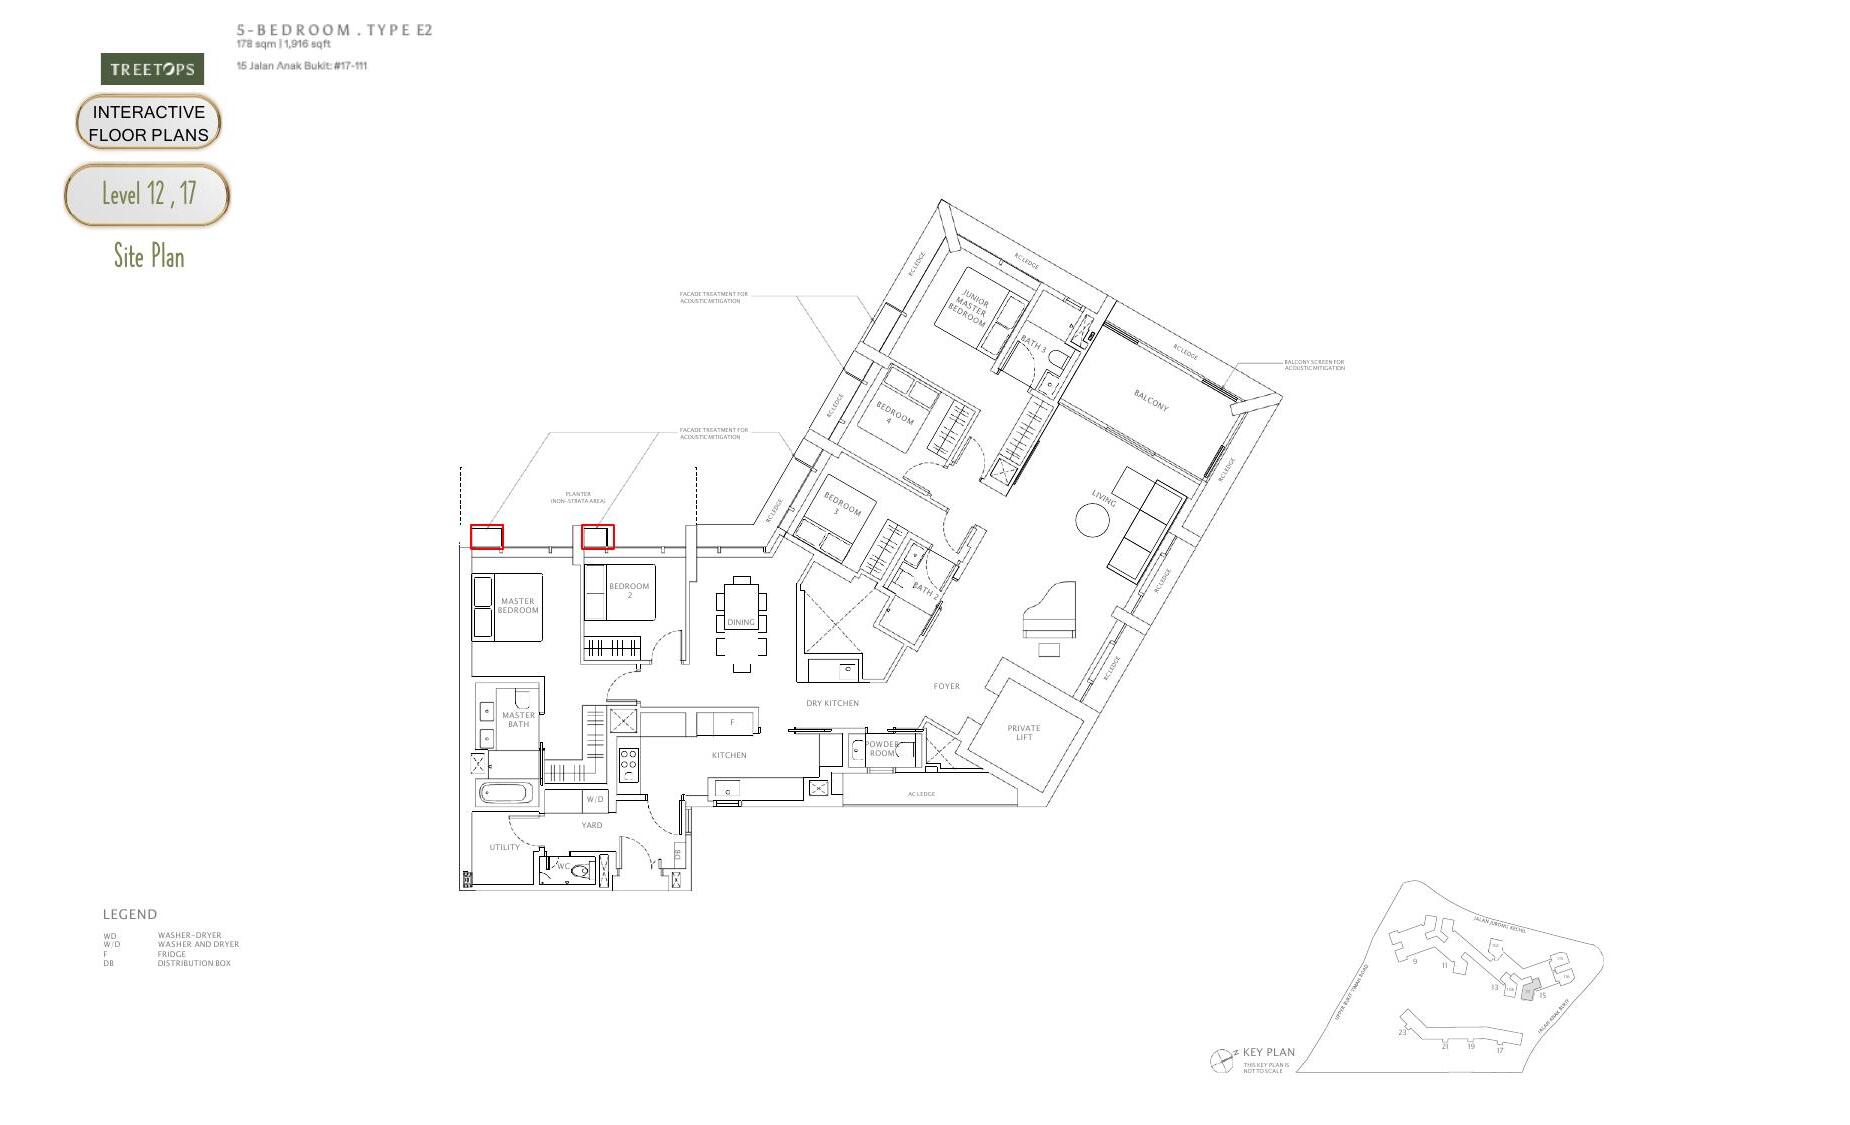 5-BEDROOM . TYPE E2
178 sqm | 1,916 sqft
15 Jalan Anak Bukit: #17-111
TREETOPS
INTERACTIVE
FLOOR PLANS
Level 12 , 17
Site Plan
RC LEDGE
RC LEDGE
FACADE TREATMENT FOR
ACOUSTIC MITIGATION
JUNIOR
MASTER
BEDROOM
BATH 3
RC LEDGE
BALCONY SCREEN FOR
ACOUSTIC MITIGATION
BALCONY
RC LEDGE
BEDROOM
4
FACADE TREATMENT FOR
ACOUSTIC MITIGATION
RC LEDGE
PLANTER
(NON-STRATA AREA)
RC LEDGE
BEDROOM
3
LIVING
RC LEDGE
MASTER
BEDROOM
BEDROOM
2
DINING
BATH 2
RC LEDGE
FOYER
DRY KITCHEN
MASTER
BATH
F
KITCHEN
POWDER
ROOM
PRIVATE
LIFT
AC LEDGE
W/D
YARD
UTILITY
WC
DB
LEGEND
WD WASHER-DRYER
W/D WASHER AND DRYER
F FRIDGE
DB DISTRIBUTION BOX
JALAN JURONG KECHIL
UPPER BUKIT TIMAH ROAD
JALAN ANAK BUKIT
9
11
13
15
23
21
19
17
N
KEY PLAN
THIS KEY PLAN IS
NOT TO SCALE